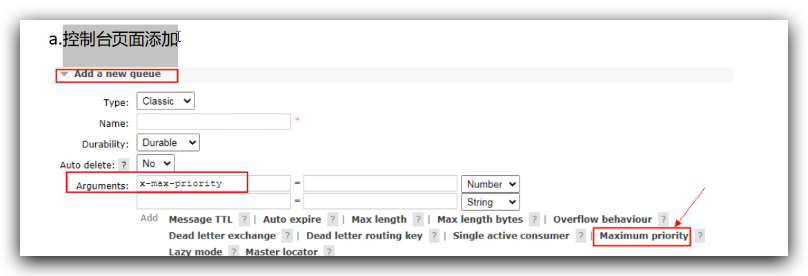 a.控制台页面添加
Add a new queue
Type: Classic
Name: *
Durability: Durable
Auto delete: ? No
Arguments: x-max-priority = Number
= String
Add Message TTL ? | Auto expire ? | Max length ? | Max length bytes ? | Overflow behaviour ?
Dead letter exchange ? | Dead letter routing key ? | Single active consumer ? | Maximum priority ?
Lazy mode ? Master locator ?